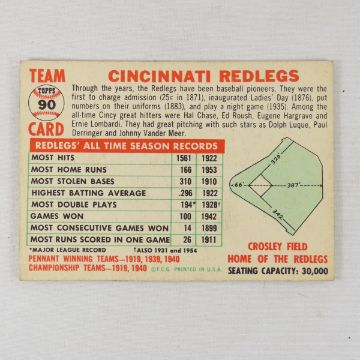 TEAM
TOPPS
90
CARD
CINCINNATI REDLEGS
Through the years, the Redlegs have been baseball pioneers. They were the
first to charge admission (25¢ in 1871), inaugurated Ladies' Day (1876), put
numbers on their uniforms (1883), and play a night game (1935). Among the
all-time Cincy hitters were Hal Chase, Ed Roush, Eugene Hargrave and
Ernie Lombardi. They had great pitching with such stars as Dolph Luque, Paul
Derringer and Johnny Vander Meer.
REDLEGS' ALL TIME SEASON RECORDS
MOST HITS 1561 1922
MOST HOME RUNS 166 1953
MOST STOLEN BASES 310 1910
HIGHEST BATTING AVERAGE .296 1922
MOST DOUBLE PLAYS 194* 1928†
GAMES WON 100 1942
MOST CONSECUTIVE GAMES WON 14 1899
MOST RUNS SCORED IN ONE GAME 26 1911
*MAJOR LEAGUE RECORD †Also 1931 and 1954
PENNANT WINNING TEAMS—1919, 1939, 1940
CHAMPIONSHIP TEAMS—1919, 1940 ©T.C.G. PRINTED IN U.S.A.
328
66
387
342
CROSLEY FIELD
HOME OF THE REDLEGS
SEATING CAPACITY: 30,000